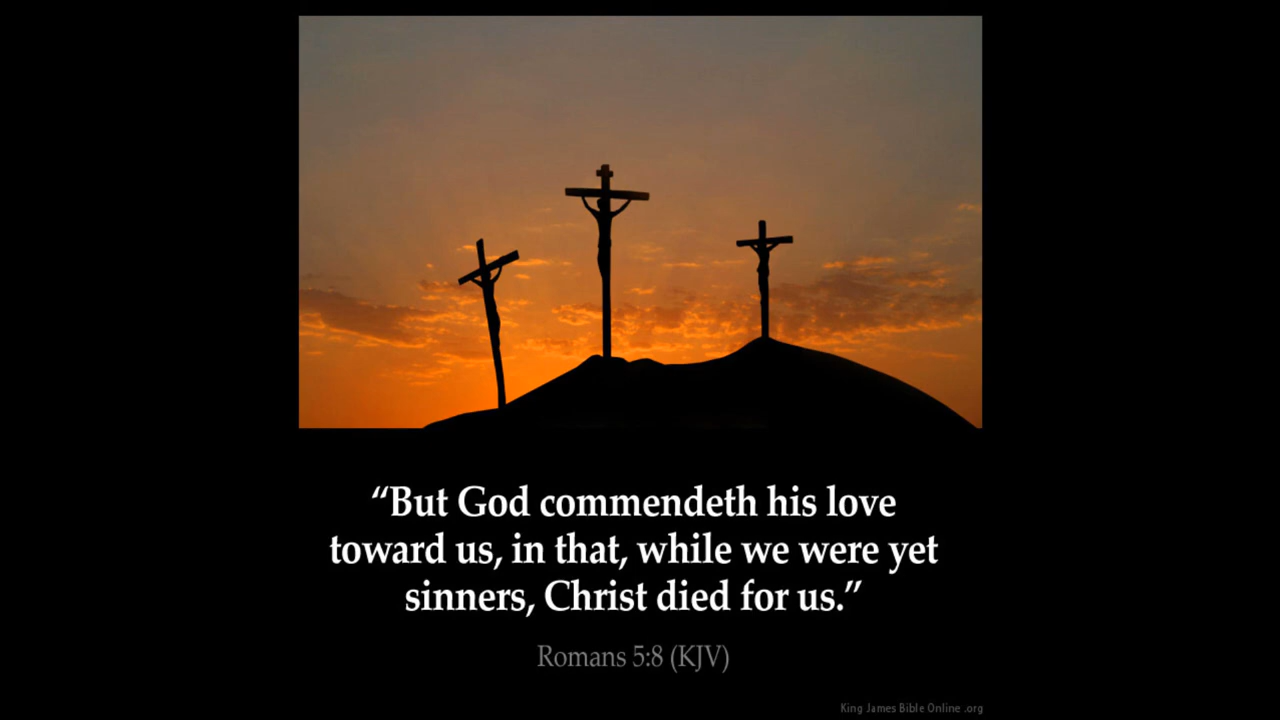 “But God commendeth his love
toward us, in that, while we were yet
sinners, Christ died for us.”
Romans 5:8 (KJV)
King James Bible Online .org